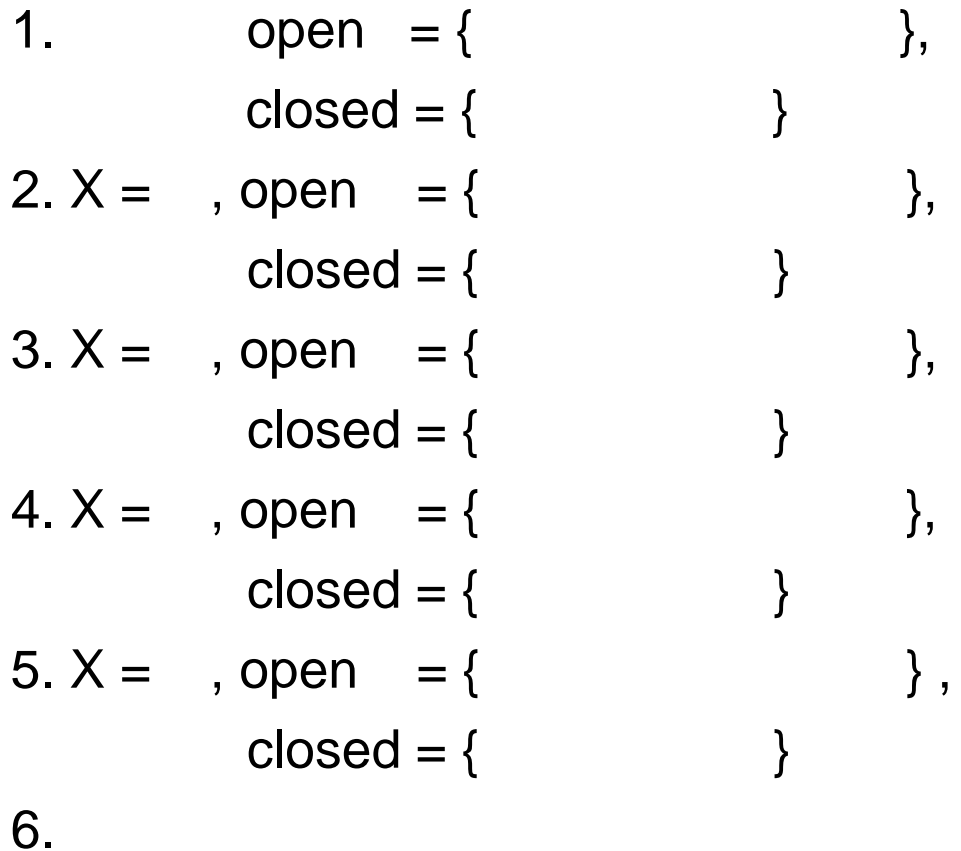 1. open = { },
closed = { }
2. X = , open = { },
closed = { }
3. X = , open = { },
closed = { }
4. X = , open = { },
closed = { }
5. X = , open = { } ,
closed = { }
6.